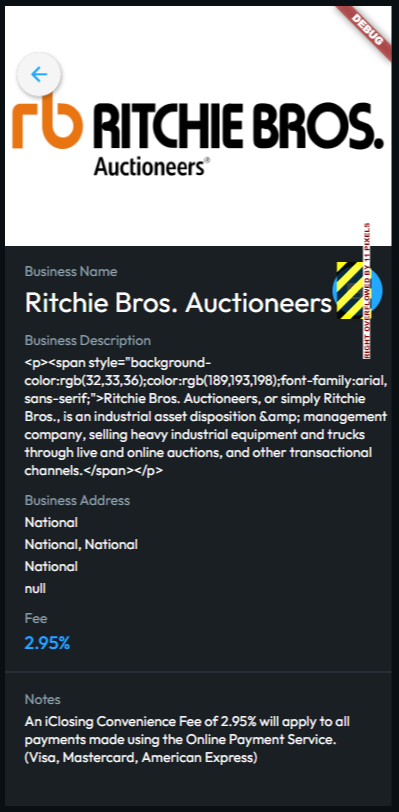 DEBUG
rb RITCHIE BROS.
Auctioneers®
Business Name
Ritchie Bros. Auctioneers
RIGHT OVERFLOWED BY 11 PIXELS
Business Description
<p><span style="background-
color:rgb(32,33,36);color:rgb(189,193,198);font-family:arial,
sans-serif;">Ritchie Bros. Auctioneers, or simply Ritchie
Bros., is an industrial asset disposition &amp; management
company, selling heavy industrial equipment and trucks
through live and online auctions, and other transactional
channels.</span></p>
Business Address
National
National, National
National
null
Fee
2.95%
Notes
An iClosing Convenience Fee of 2.95% will apply to all
payments made using the Online Payment Service.
(Visa, Mastercard, American Express)